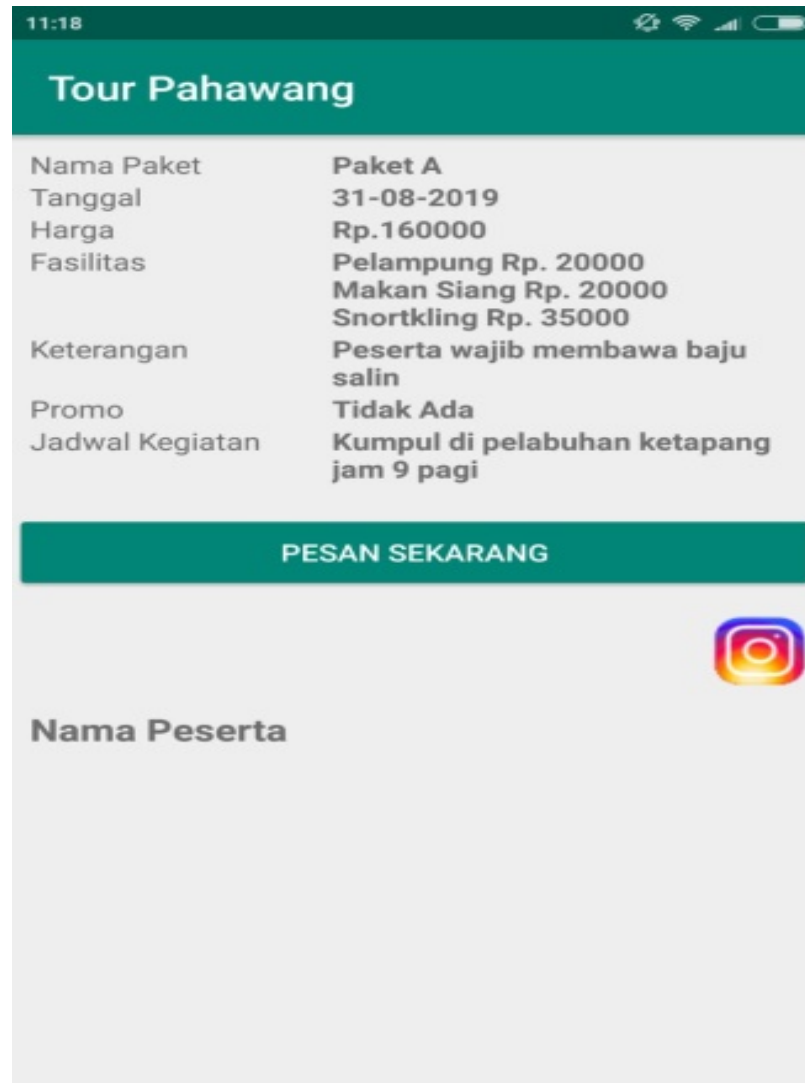 11:18
Tour Pahawang
Nama Paket Paket A
Tanggal 31-08-2019
Harga Rp.160000
Fasilitas Pelampung Rp. 20000
Makan Siang Rp. 20000
Snortkling Rp. 35000
Keterangan Peserta wajib membawa baju
salin
Promo Tidak Ada
Jadwal Kegiatan Kumpul di pelabuhan ketapang
jam 9 pagi
PESAN SEKARANG
Nama Peserta